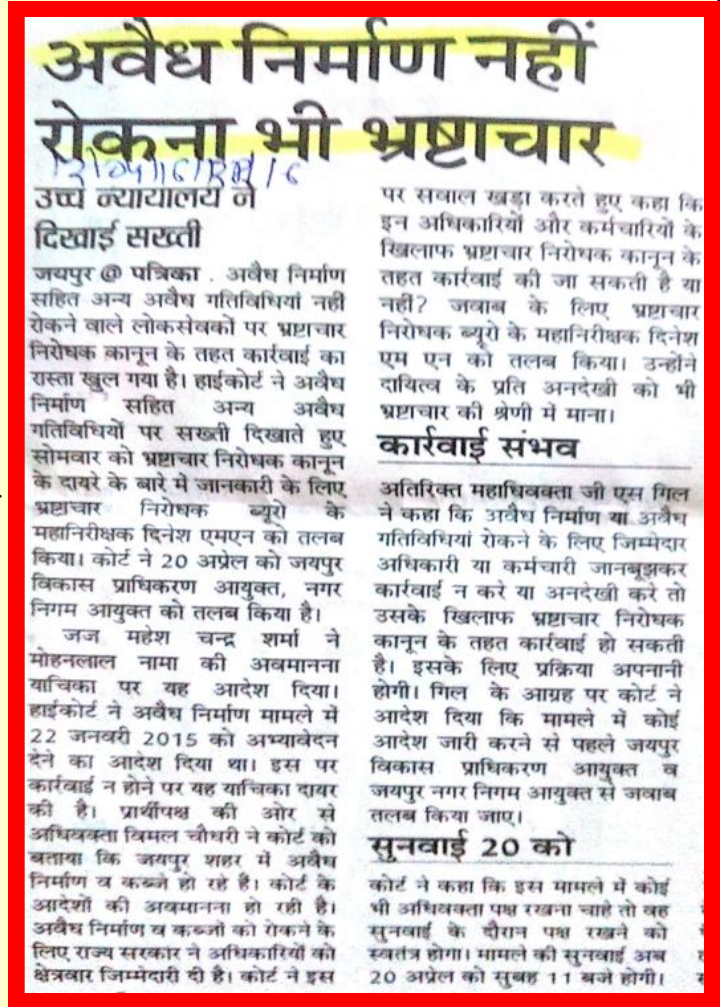 अवैध निर्माण नहीं
रोकना भी भ्रष्टाचार
उच्च न्यायालय ने
दिखाई सख्ती
जयपुर @ पत्रिका . अवैध निर्माण
सहित अन्य अवैध गतिविधियां नहीं
रोकने वाले लोकसेवकों पर भ्रष्टाचार
निरोधक कानून के तहत कार्रवाई का
रास्ता खुल गया है। हाईकोर्ट ने अवैध
निर्माण सहित अन्य अवैध
गतिविधियों पर सख्ती दिखाते हुए
सोमवार को भ्रष्टाचार निरोधक कानून
के दायरे के बारे में जानकारी के लिए
भ्रष्टाचार निरोधक ब्यूरो के
महानिरीक्षक दिनेश एमएन को तलब
किया। कोर्ट ने 20 अप्रेल को जयपुर
विकास प्राधिकरण आयुक्त, नगर
निगम आयुक्त को तलब किया है।
जज महेश चन्द्र शर्मा ने
मोहनलाल नामा की अवमानना
याचिका पर यह आदेश दिया।
हाईकोर्ट ने अवैध निर्माण मामले में
22 जनवरी 2015 को अभ्यावेदन
देने का आदेश दिया था। इस पर
कार्रवाई न होने पर यह याचिका दायर
की है। प्रार्थीपक्ष की ओर से
अधिवक्ता विमल चौधरी ने कोर्ट को
बताया कि जयपुर शहर में अवैध
निर्माण व कब्जे हो रहे है। कोर्ट के
आदेशों की अवमानना हो रही है।
अवैध निर्माण व कब्जों को रोकने के
लिए राज्य सरकार ने अधिकारियों को
क्षेत्रवार जिम्मेदारी दी है। कोर्ट ने इस
पर सवाल खड़ा करते हुए कहा कि
इन अधिकारियों और कर्मचारियों के
खिलाफ भ्रष्टाचार निरोधक कानून के
तहत कार्रवाई की जा सकती है या
नहीं? जवाब के लिए भ्रष्टाचार
निरोधक ब्यूरो के महानिरीक्षक दिनेश
एम एन को तलब किया। उन्होंने
दायित्व के प्रति अनदेखी को भी
भ्रष्टाचार की श्रेणी में माना।
कार्रवाई संभव
अतिरिक्त महाधिवक्ता जी एस गिल
ने कहा कि अवैध निर्माण या अवैध
गतिविधियां रोकने के लिए जिम्मेदार
अधिकारी या कर्मचारी जानबूझकर
कार्रवाई न करे या अनदेखी करे तो
उसके खिलाफ भ्रष्टाचार निरोधक
कानून के तहत कार्रवाई हो सकती
है। इसके लिए प्रक्रिया अपनानी
होगी। गिल के आग्रह पर कोर्ट ने
आदेश दिया कि मामले में कोई
आदेश जारी करने से पहले जयपुर
विकास प्राधिकरण आयुक्त व
जयपुर नगर निगम आयुक्त से जवाब
तलब किया जाए।
सुनवाई 20 को
कोर्ट ने कहा कि इस मामले में कोई
भी अधिवक्ता पक्ष रखना चाहे तो वह
सुनवाई के दौरान पक्ष रखने को
स्वतंत्र होगा। मामले की सुनवाई अब
20 अप्रेल को सुबह 11 बजे होगी।